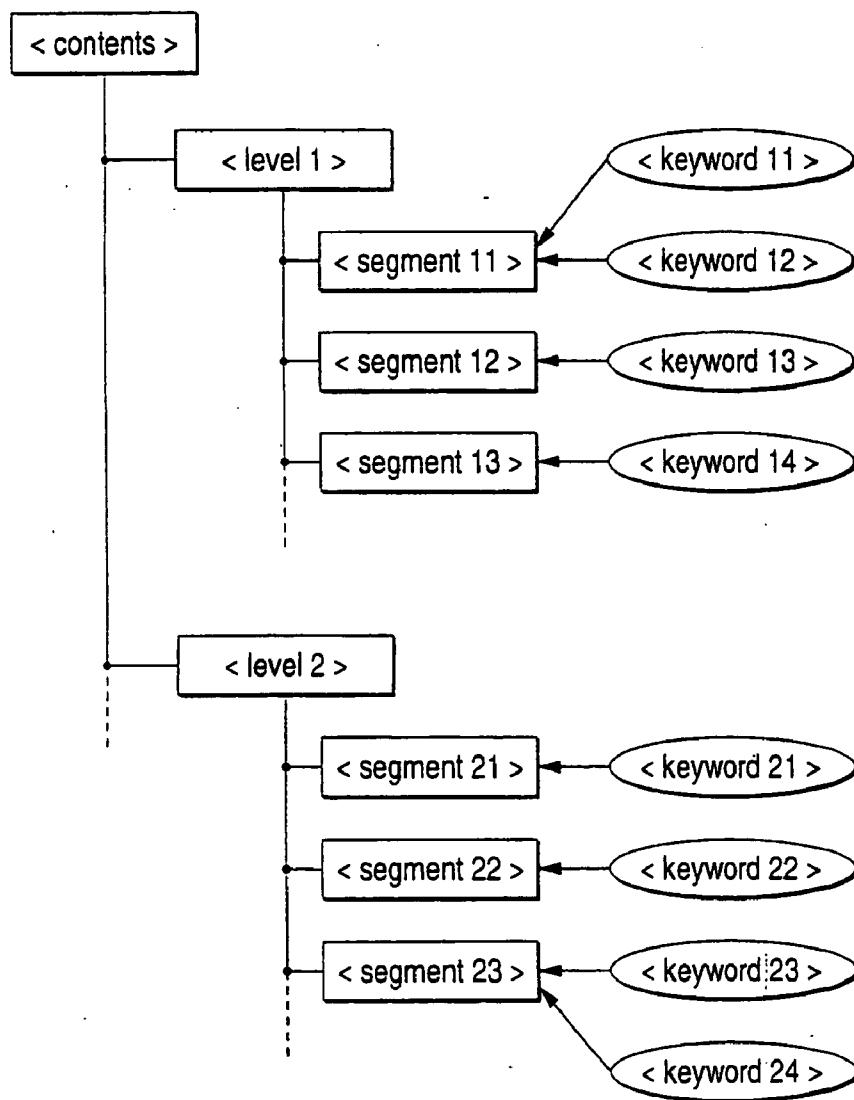 < contents >
< level 1 >
< keyword 11 >
< segment 11 >
< keyword 12 >
< segment 12 >
< keyword 13 >
< segment 13 >
< keyword 14 >
< level 2 >
< segment 21 >
< keyword 21 >
< segment 22 >
< keyword 22 >
< segment 23 >
< keyword 23 >
< keyword 24 >